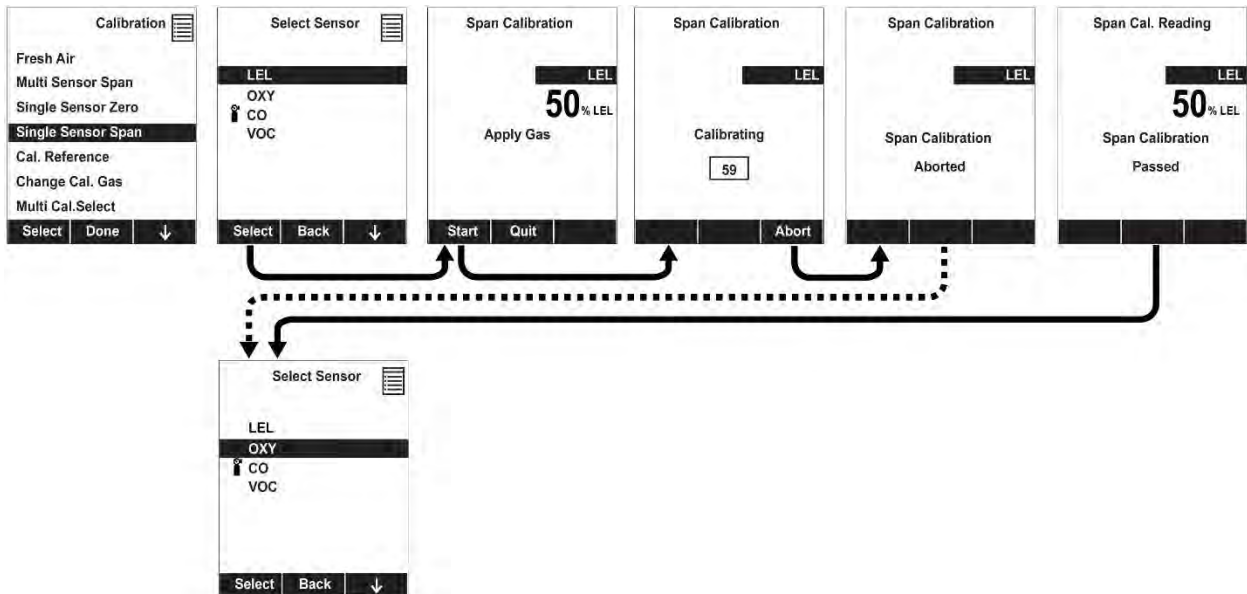 Calibration
Fresh Air
Multi Sensor Span
Single Sensor Zero
Single Sensor Span
Cal. Reference
Change Cal. Gas
Multi Cal.Select
Select Done ↓
Select Sensor
LEL
OXY
CO
VOC
Select Back ↓
Span Calibration
LEL
50 % LEL
Apply Gas
Start Quit
Span Calibration
LEL
Calibrating
59
Abort
Span Calibration
LEL
Span Calibration
Aborted
Span Cal. Reading
LEL
50 % LEL
Span Calibration
Passed
Select Sensor
LEL
OXY
CO
VOC
Select Back ↓